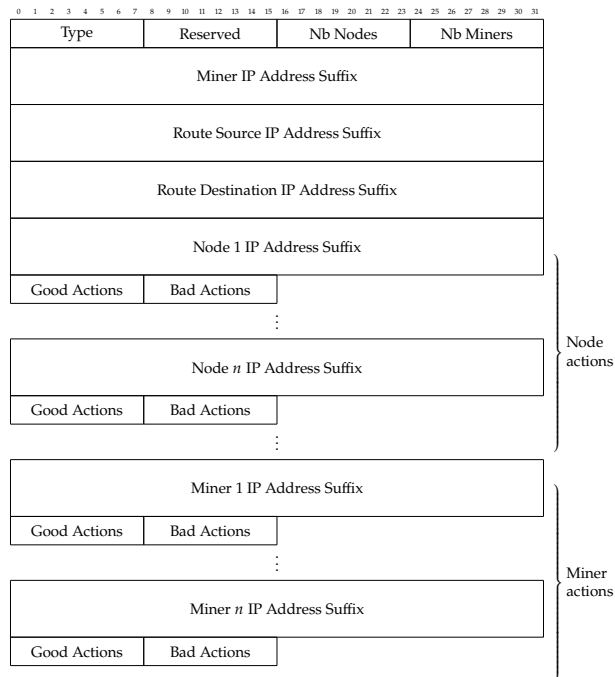 0 1 2 3 4 5 6 7 8 9 10 11 12 13 14 15 16 17 18 19 20 21 22 23 24 25 26 27 28 29 30 31
Type Reserved Nb Nodes Nb Miners
Miner IP Address Suffix
Route Source IP Address Suffix
Route Destination IP Address Suffix
Node 1 IP Address Suffix
Good Actions Bad Actions
⋮
Node n IP Address Suffix
Good Actions Bad Actions
⋮
Node
actions
Miner 1 IP Address Suffix
Good Actions Bad Actions
⋮
Miner n IP Address Suffix
Good Actions Bad Actions
Miner
actions